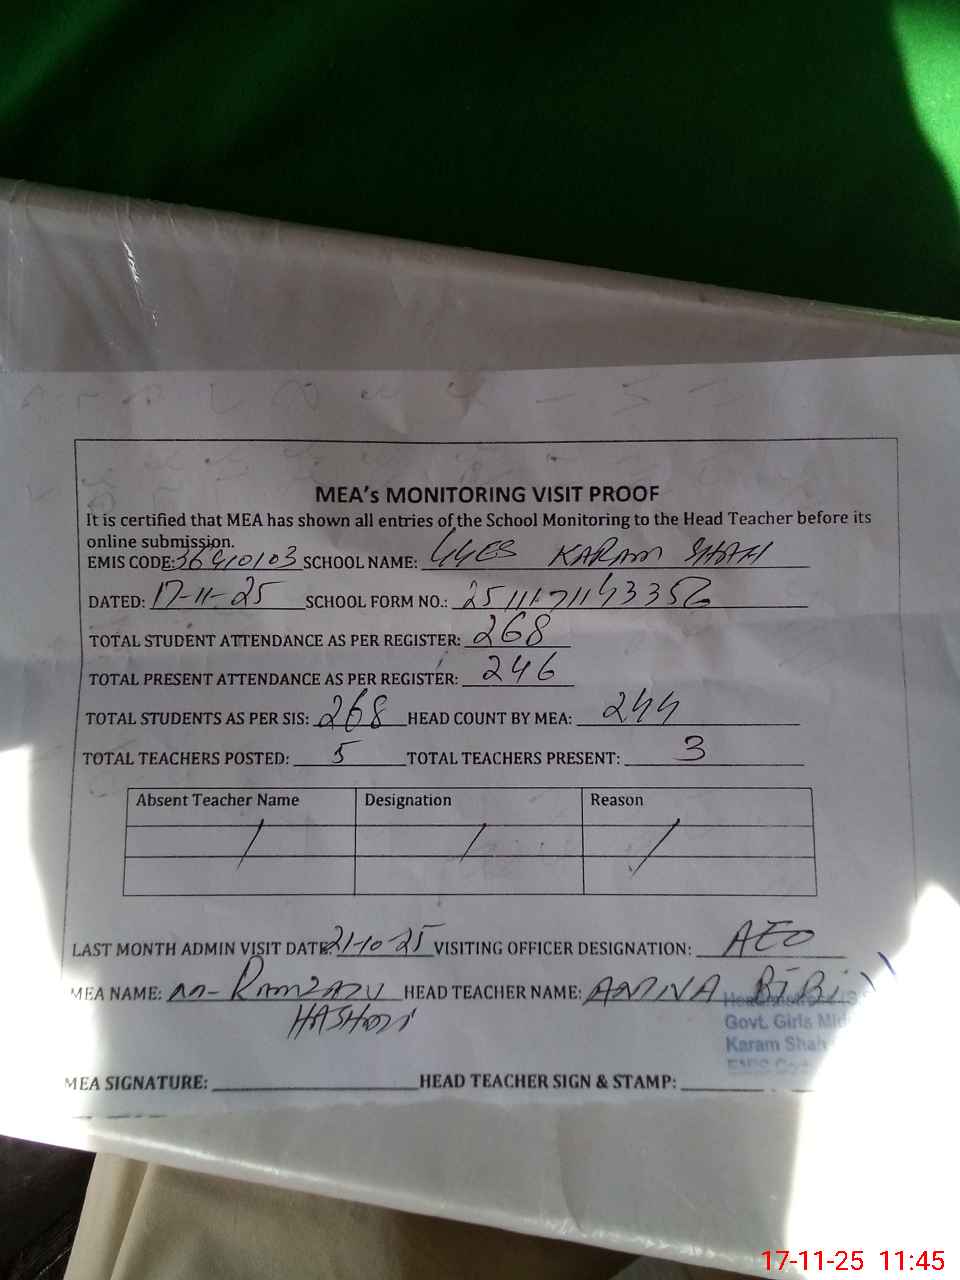 MEA's MONITORING VISIT PROOF
It is certified that MEA has shown all entries of the School Monitoring to the Head Teacher before its
online submission.
EMIS CODE: 36410103 SCHOOL NAME: GGES KARAM SHAH
DATED: 17-11-25 SCHOOL FORM NO.:
TOTAL STUDENT ATTENDANCE AS PER REGISTER: 268
TOTAL PRESENT ATTENDANCE AS PER REGISTER: 246
TOTAL STUDENTS AS PER SIS: 268 HEAD COUNT BY MEA: 244
TOTAL TEACHERS POSTED: 5 TOTAL TEACHERS PRESENT: 3
Absent Teacher Name Designation Reason
/ / /
LAST MONTH ADMIN VISIT DATE: 21-10-25 VISITING OFFICER DESIGNATION: AEO
MEA NAME: M-RAMZAN HEAD TEACHER NAME: AMNA BIBI
HASHMI
Govt. Girls
Karam Shah
MEA SIGNATURE: HEAD TEACHER SIGN & STAMP:
17-11-25 11:45